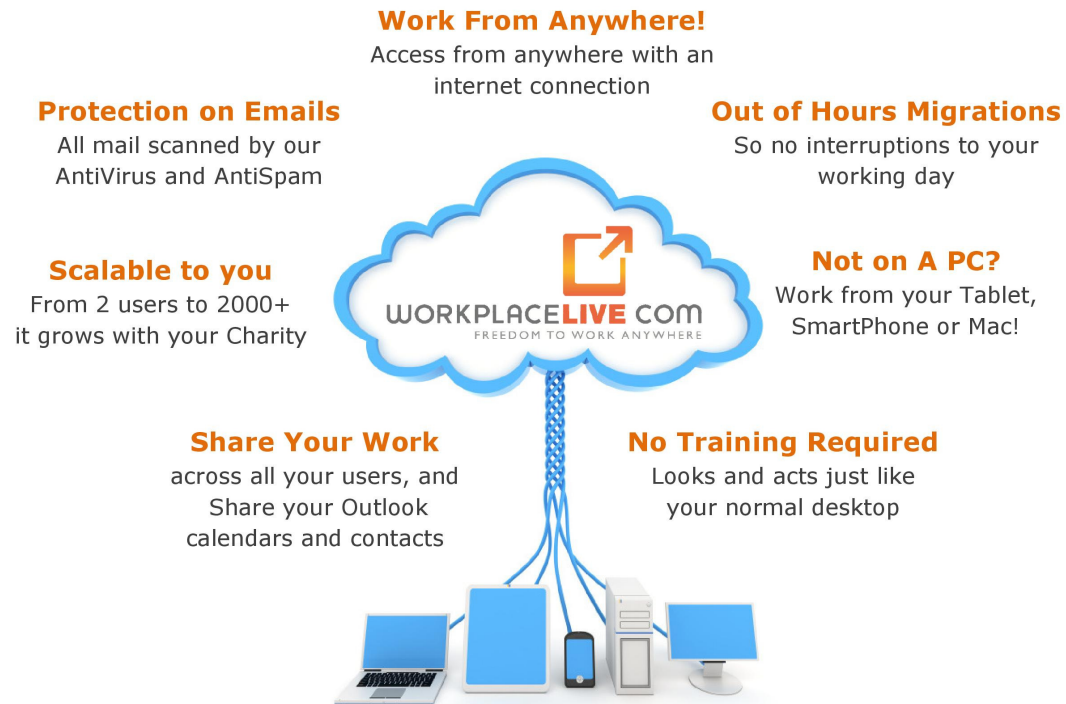 Work From Anywhere!
Access from anywhere with an
internet connection
Protection on Emails
All mail scanned by our
AntiVirus and AntiSpam
Out of Hours Migrations
So no interruptions to your
working day
Scalable to you
From 2 users to 2000+
it grows with your Charity
WORKPLACELIVE COM
FREEDOM TO WORK ANYWHERE
Not on A PC?
Work from your Tablet,
SmartPhone or Mac!
Share Your Work
across all your users, and
Share your Outlook
calendars and contacts
No Training Required
Looks and acts just like
your normal desktop